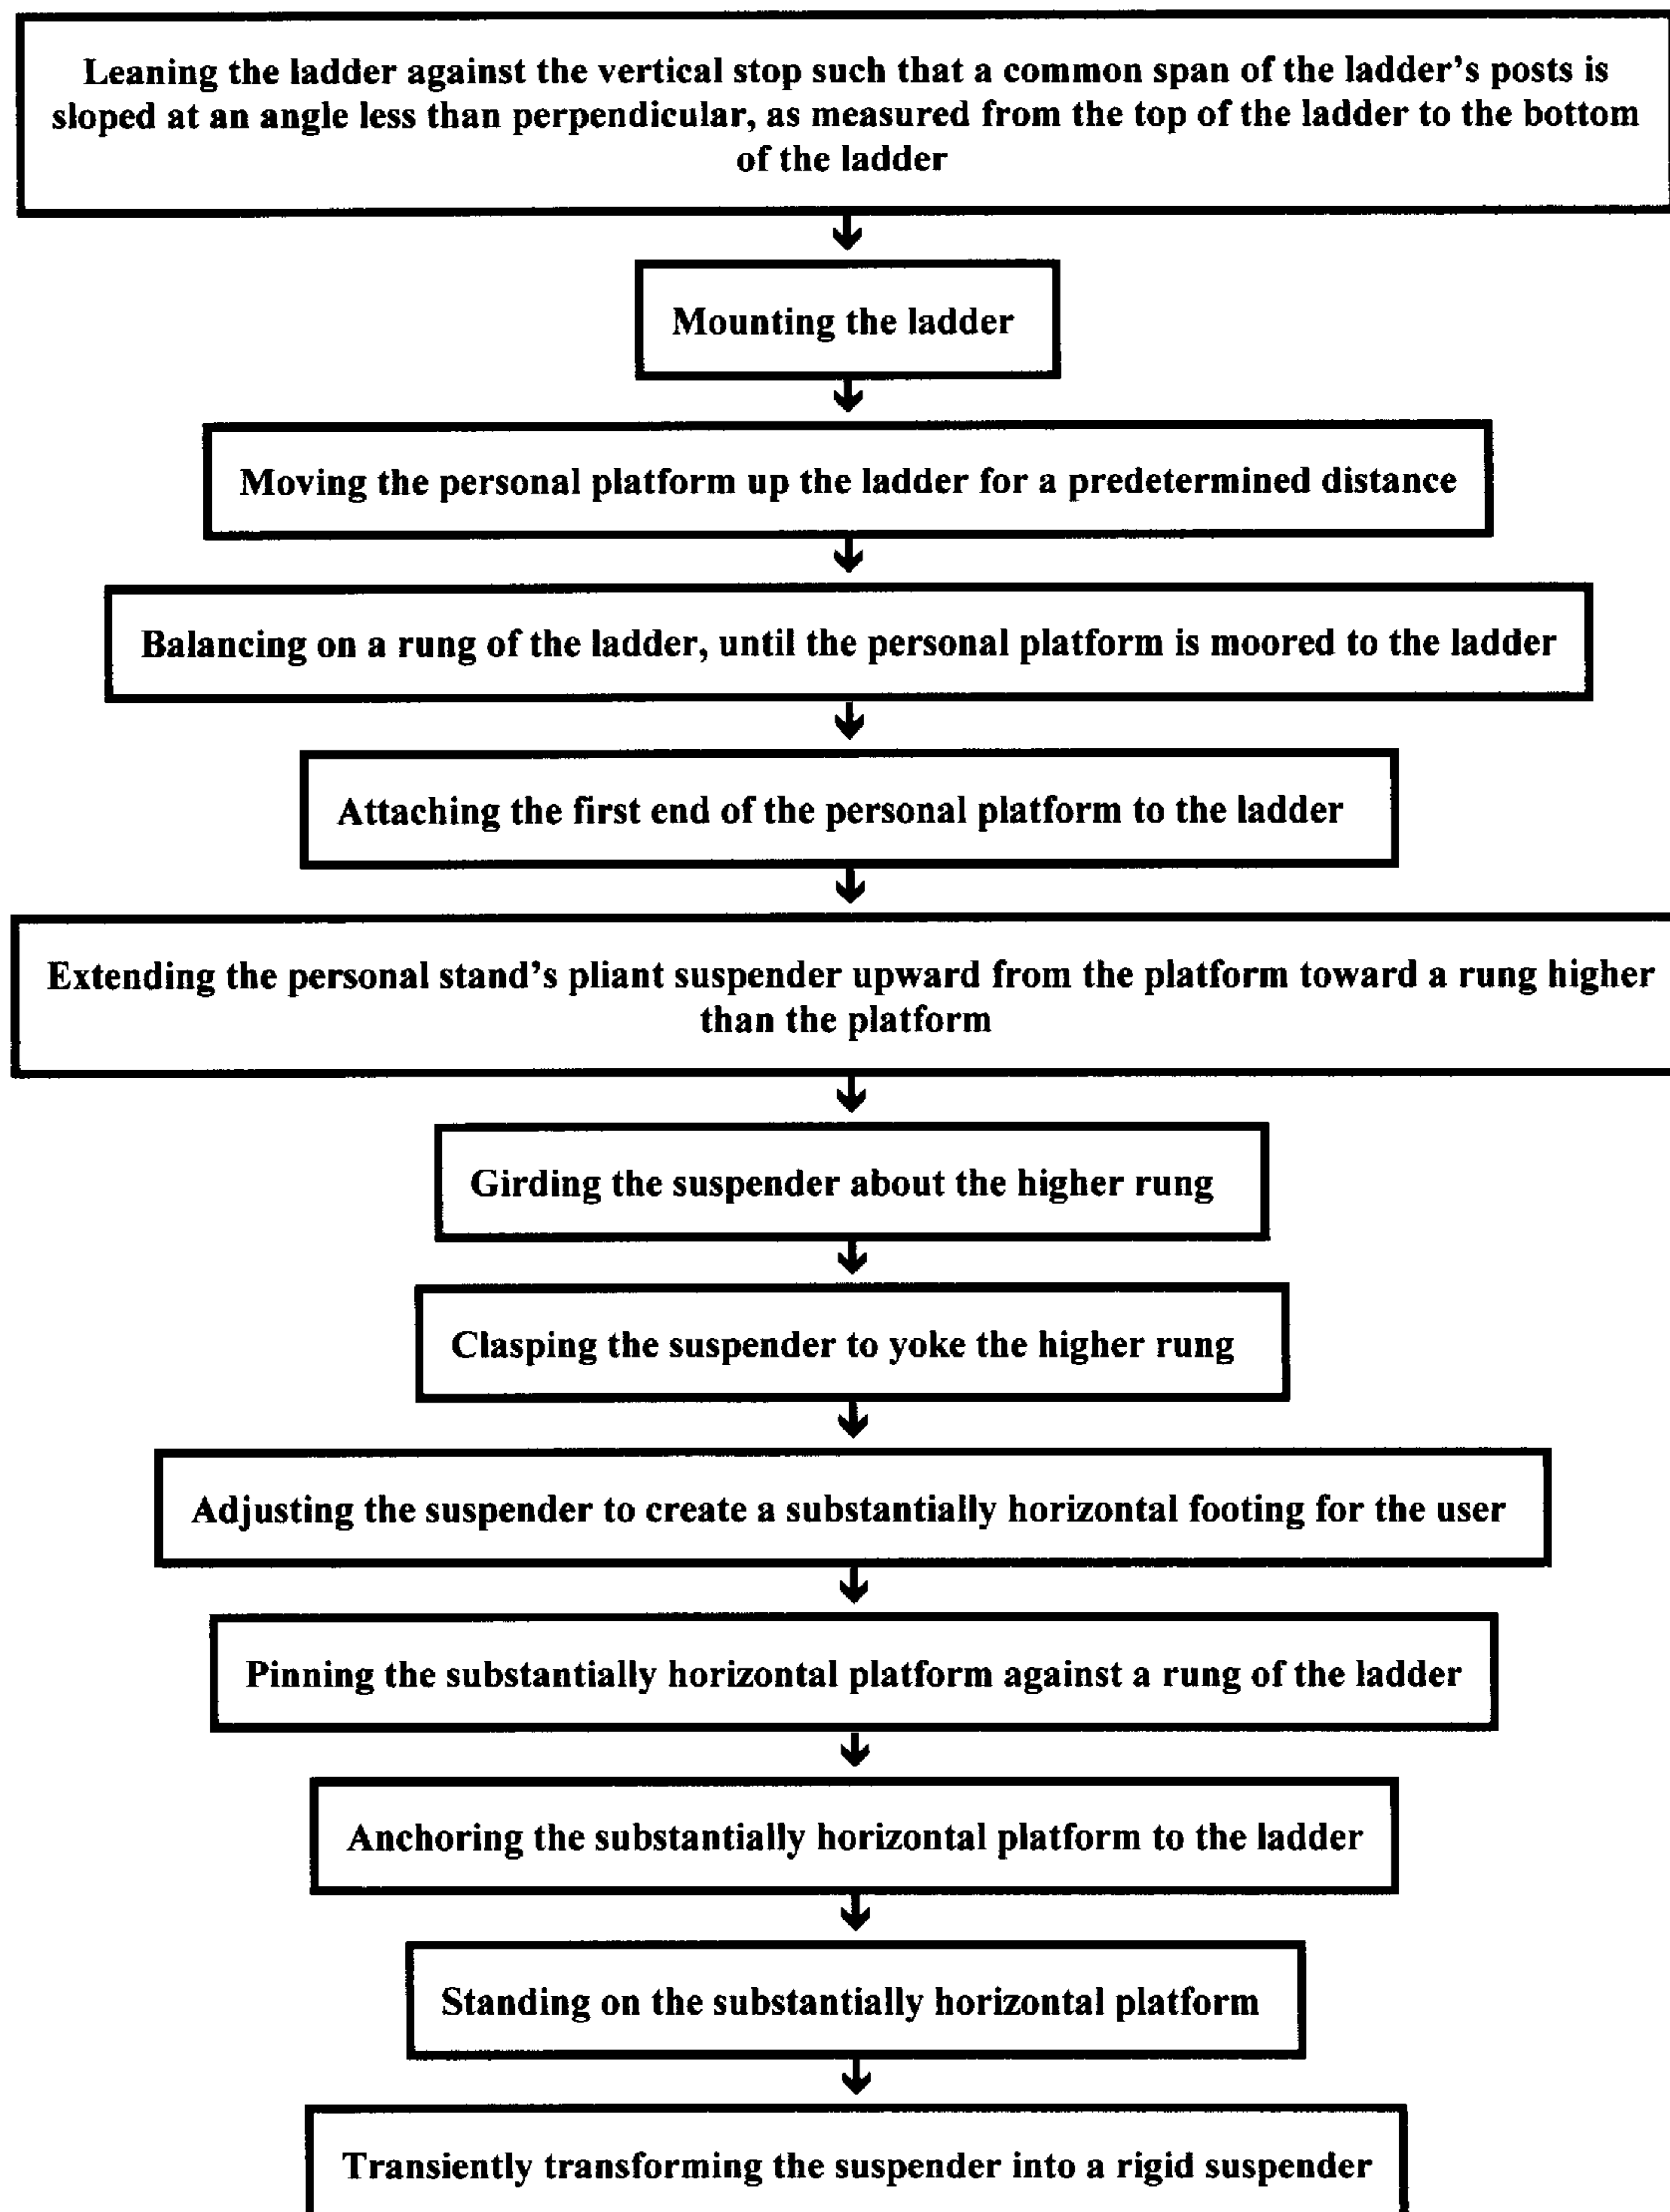 Leaning the ladder against the vertical stop such that a common span of the ladder's posts is
sloped at an angle less than perpendicular, as measured from the top of the ladder to the bottom
of the ladder
Mounting the ladder
Moving the personal platform up the ladder for a predetermined distance
Balancing on a rung of the ladder, until the personal platform is moored to the ladder
Attaching the first end of the personal platform to the ladder
Extending the personal stand's pliant suspender upward from the platform toward a rung higher
than the platform
Girding the suspender about the higher rung
Clasping the suspender to yoke the higher rung
Adjusting the suspender to create a substantially horizontal footing for the user
Pinning the substantially horizontal platform against a rung of the ladder
Anchoring the substantially horizontal platform to the ladder
Standing on the substantially horizontal platform
Transiently transforming the suspender into a rigid suspender